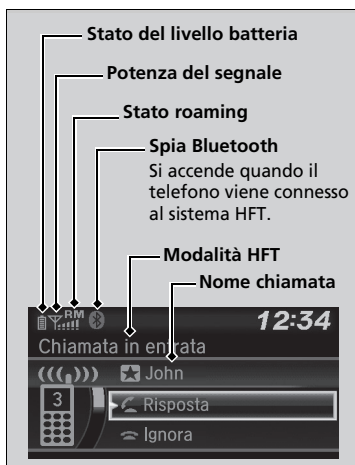 Stato del livello batteria
Potenza del segnale
Stato roaming
Spia Bluetooth
Si accende quando il
telefono viene connesso
al sistema HFT.
Modalità HFT
Nome chiamata
RM
12:34
Chiamata in entrata
John
3
Risposta
Ignora